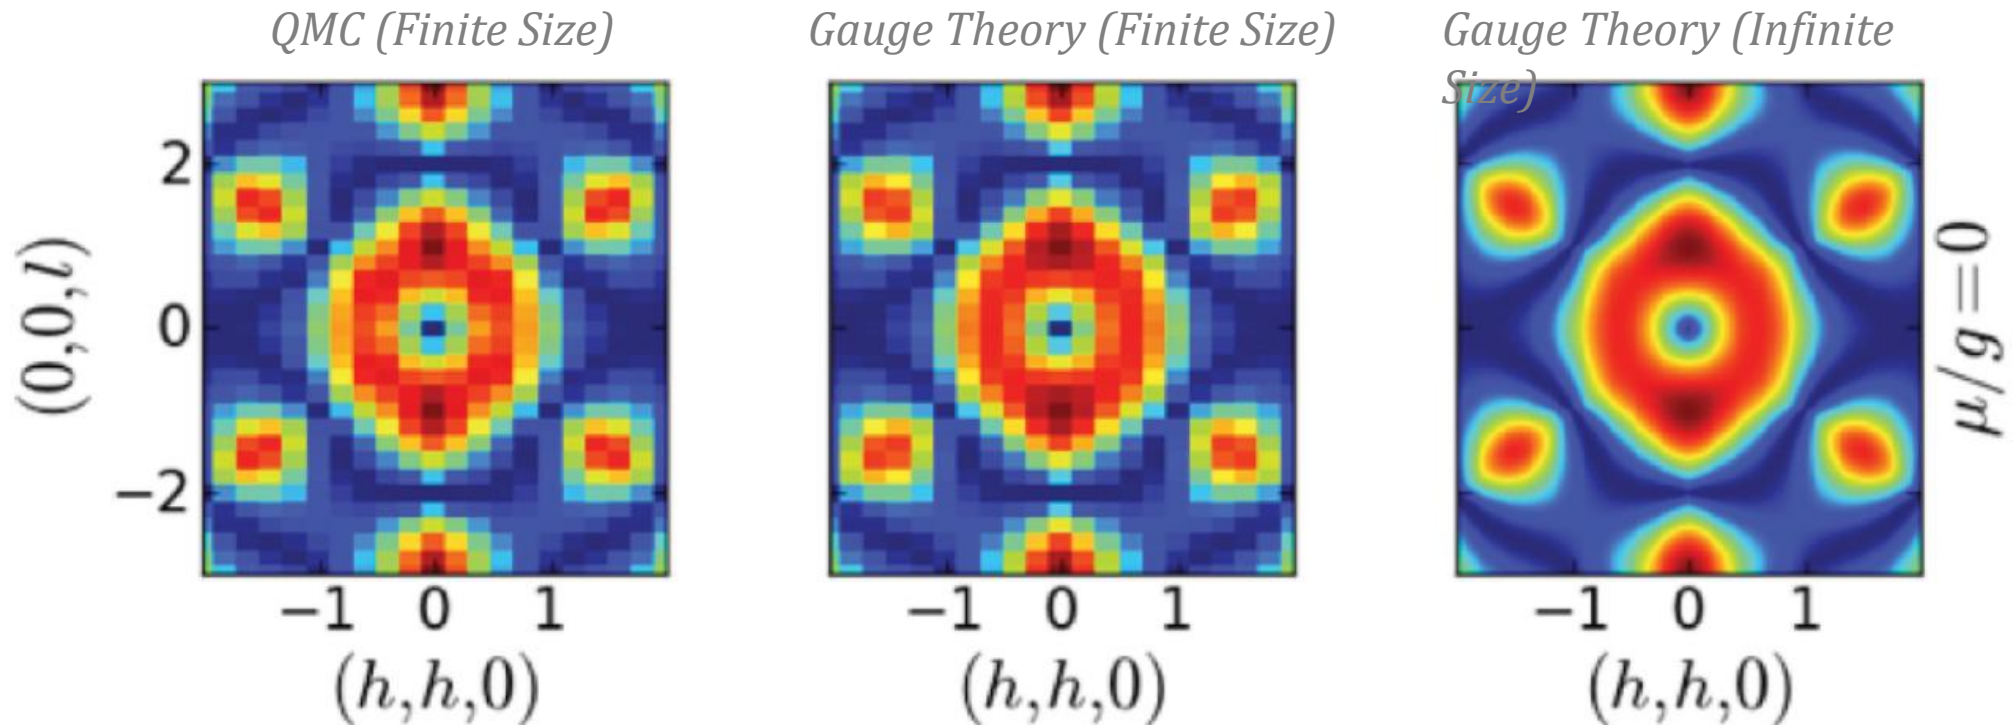 QMC (Finite Size)
Gauge Theory (Finite Size)
Gauge Theory (Infinite
Size)
(0,0,l)
2
0
−2
−1 0 1
(h,h,0)
−1 0 1
(h,h,0)
−1 0 1
(h,h,0)
μ/g=0